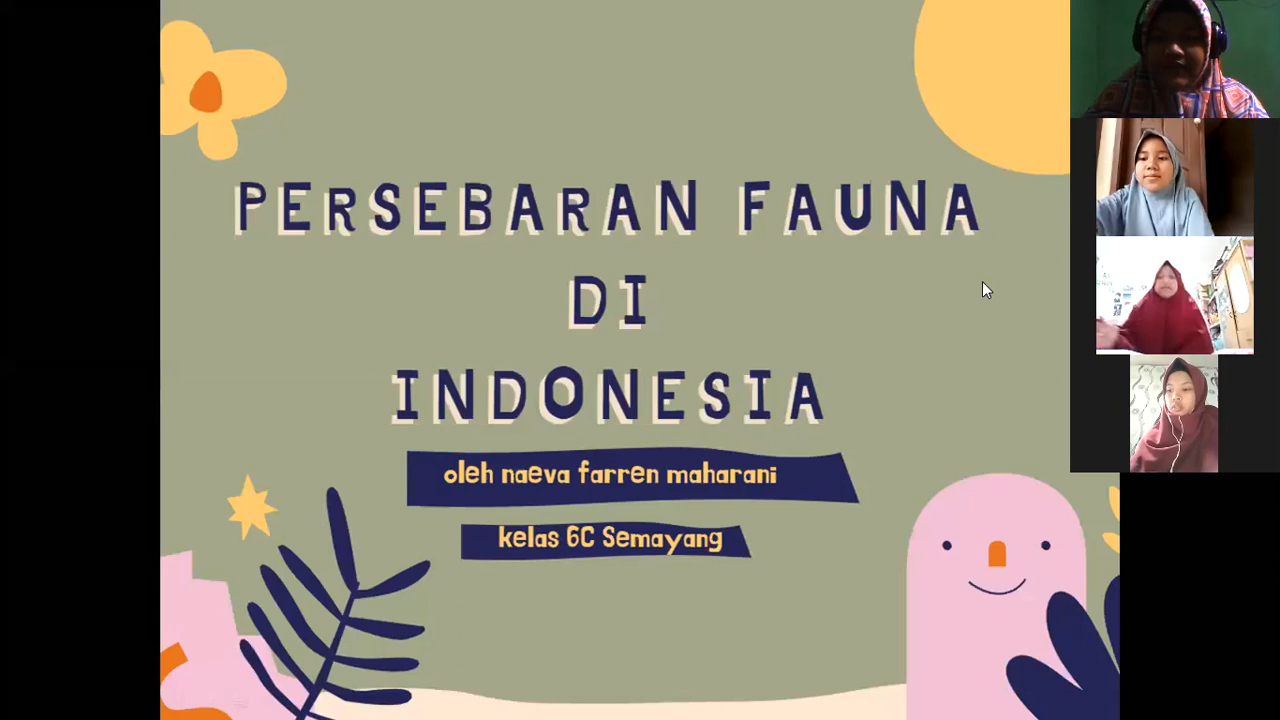 PERSEBARAN FAUNA
DI
INDONESIA
oleh naeva farren maharani
kelas 6C Semayang